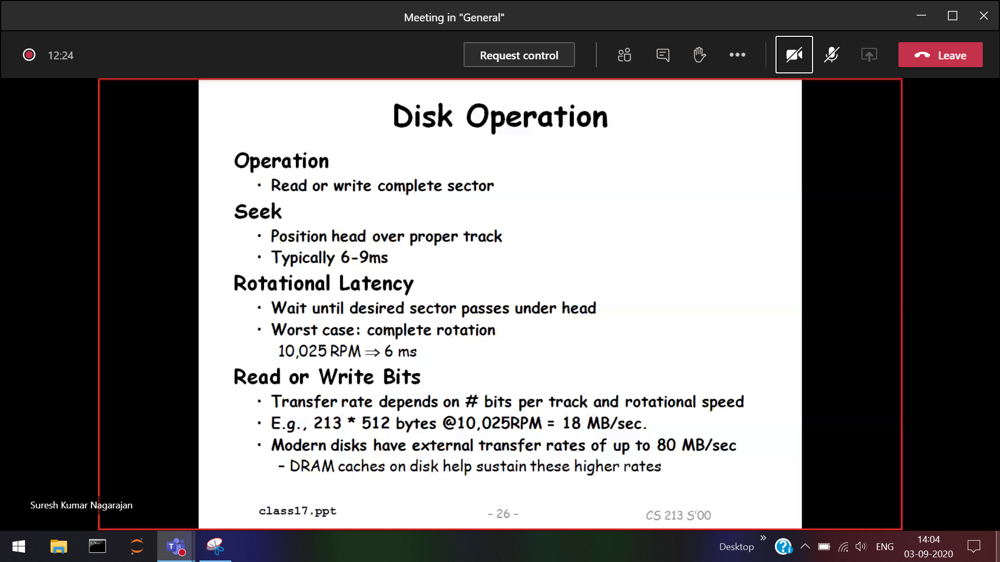 Meeting in "General"
12:24
Request control
Leave
Disk Operation
Operation
• Read or write complete sector
Seek
• Position head over proper track
• Typically 6-9ms
Rotational Latency
• Wait until desired sector passes under head
• Worst case: complete rotation
10,025 RPM ⇒ 6 ms
Read or Write Bits
• Transfer rate depends on # bits per track and rotational speed
• E.g., 213 * 512 bytes @10,025RPM = 18 MB/sec.
• Modern disks have external transfer rates of up to 80 MB/sec
– DRAM caches on disk help sustain these higher rates
Suresh Kumar Nagarajan
class17.ppt
- 26 -
CS 213 S'00
Desktop
ENG
14:04
03-09-2020